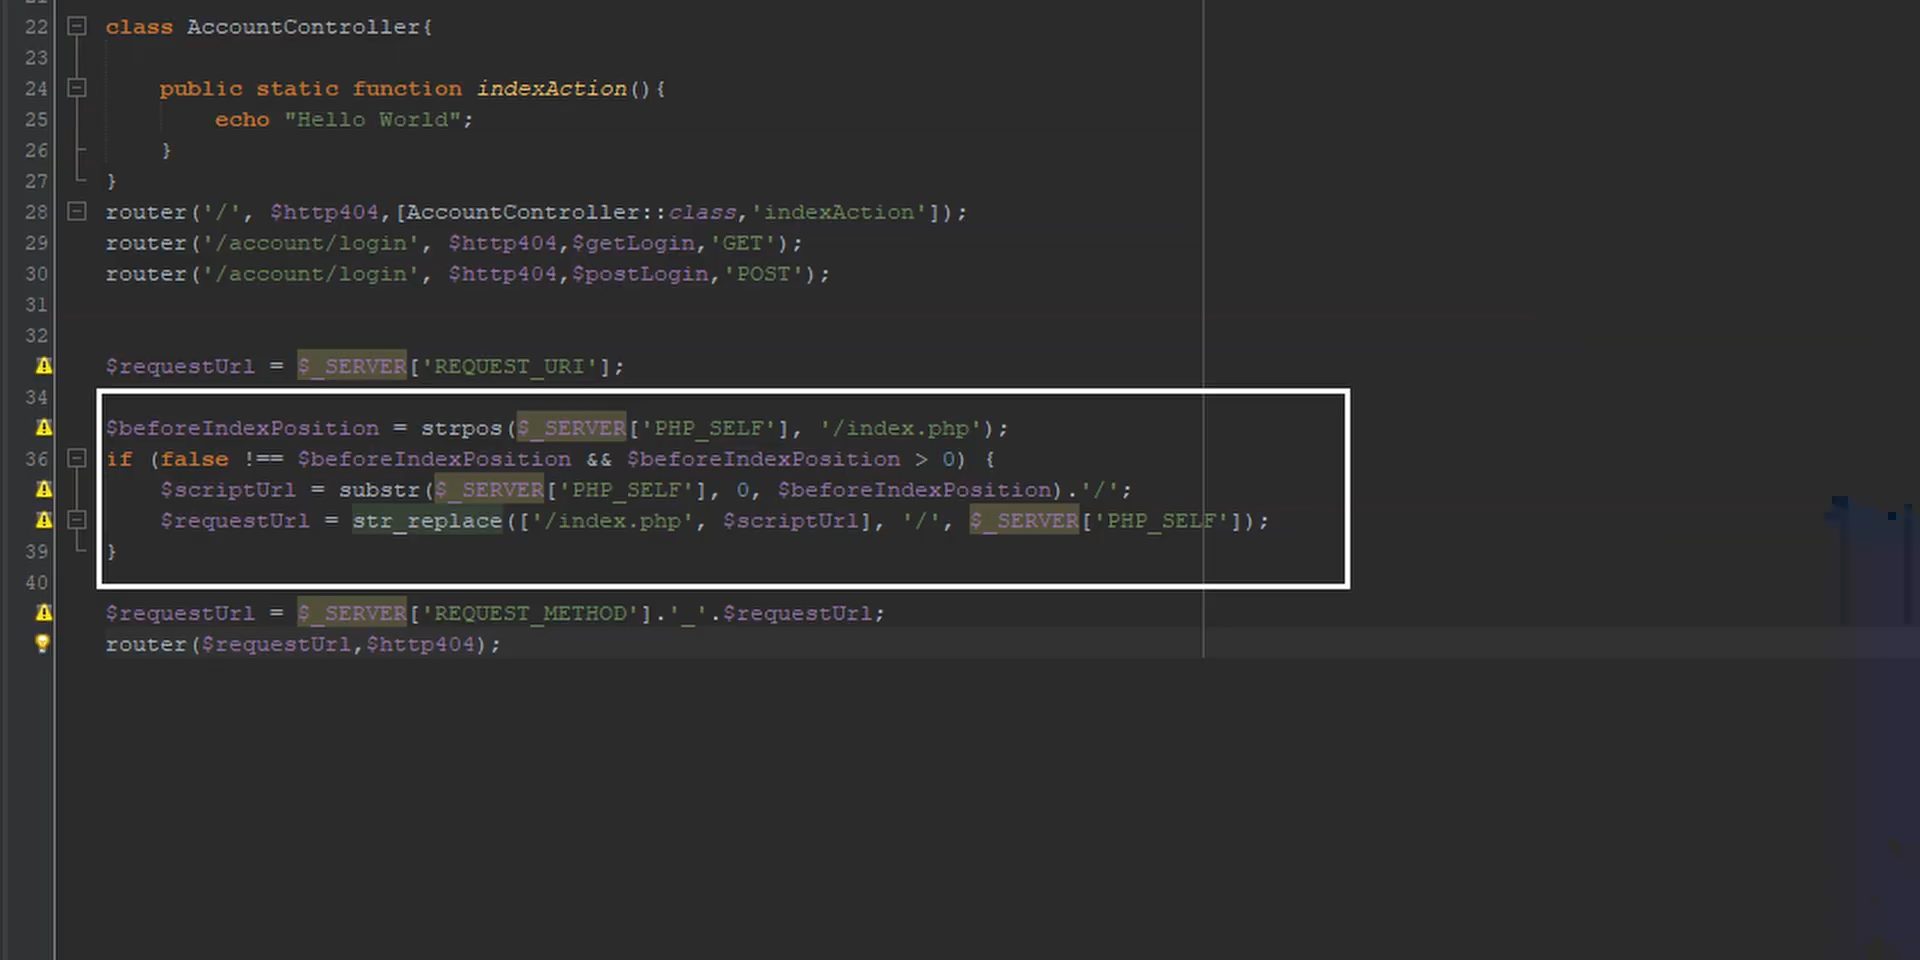 22 class AccountController{
23
24 public static function indexAction(){
25 echo "Hello World";
26 }
27 }
28 router('/', $http404,[AccountController::class,'indexAction']);
29 router('/account/login', $http404,$getLogin,'GET');
30 router('/account/login', $http404,$postLogin,'POST');
31
32
$requestUrl = $_SERVER['REQUEST_URI'];
34
$beforeIndexPosition = strpos($_SERVER['PHP_SELF'], '/index.php');
36 if (false !== $beforeIndexPosition && $beforeIndexPosition > 0) {
$scriptUrl = substr($_SERVER['PHP_SELF'], 0, $beforeIndexPosition).'/';
$requestUrl = str_replace(['/index.php', $scriptUrl], '/', $_SERVER['PHP_SELF']);
39 }
40
$requestUrl = $_SERVER['REQUEST_METHOD'].'_'.$requestUrl;
router($requestUrl,$http404);